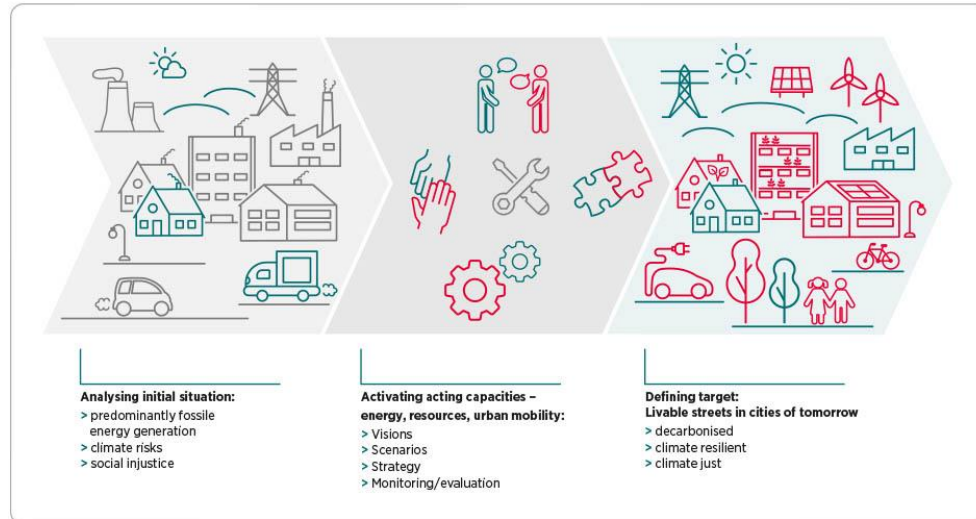 Analysing initial situation:
> predominantly fossile
energy generation
> climate risks
> social injustice
Activating acting capacities –
energy, resources, urban mobility:
> Visions
> Scenarios
> Strategy
> Monitoring/evaluation
Defining target:
Livable streets in cities of tomorrow
> decarbonised
> climate resilient
> climate just